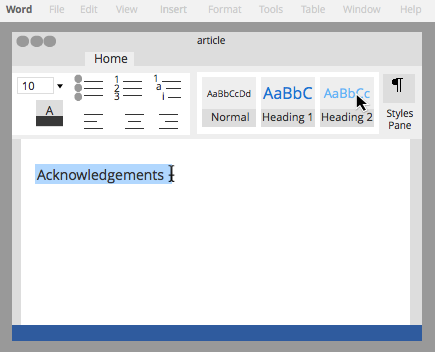 Word File Edit View Insert Format Tools Table Window Help
article
Home
10
A
1
2
3
1
a
i
AaBbCcDd AaBbC AaBbCc
Normal Heading 1 Heading 2
¶
Styles
Pane
Acknowledgements